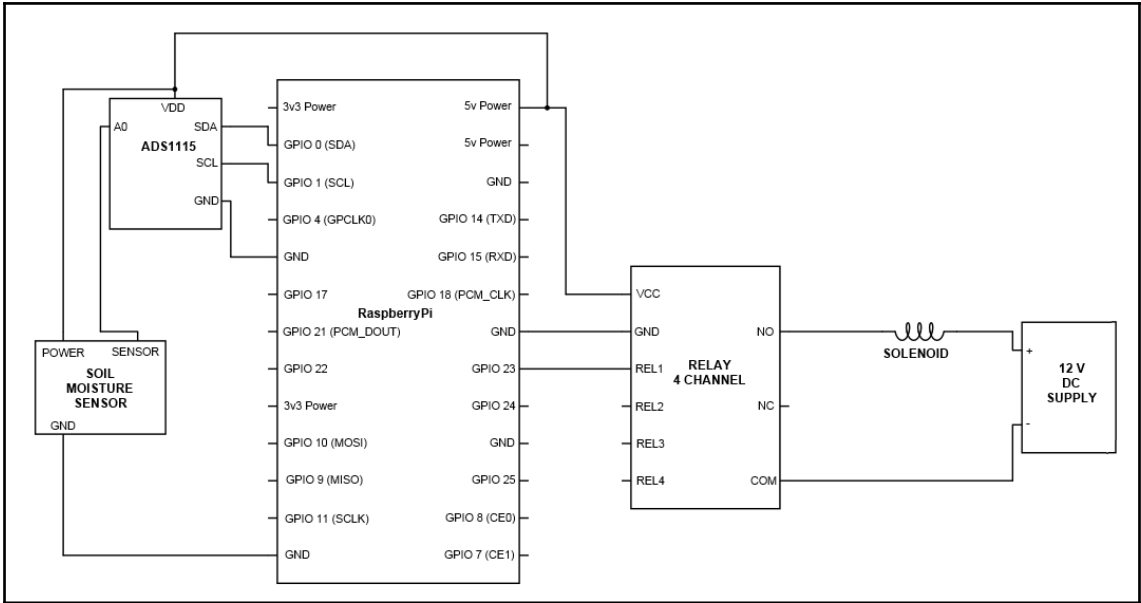 VDD
A0
SDA
ADS1115
SCL
GND
POWER
SENSOR
SOIL
MOISTURE
SENSOR
GND
3v3 Power
GPIO 0 (SDA)
GPIO 1 (SCL)
GPIO 4 (GPCLK0)
GND
GPIO 17
GPIO 21 (PCM_DOUT)
GPIO 22
3v3 Power
GPIO 10 (MOSI)
GPIO 9 (MISO)
GPIO 11 (SCLK)
GND
RaspberryPi
5v Power
5v Power
GND
GPIO 14 (TXD)
GPIO 15 (RXD)
GPIO 18 (PCM_CLK)
GND
GPIO 23
GPIO 24
GND
GPIO 25
GPIO 8 (CE0)
GPIO 7 (CE1)
VCC
GND
REL1
REL2
REL3
REL4
RELAY
4 CHANNEL
NO
NC
COM
SOLENOID
+
12 V
DC
SUPPLY
-